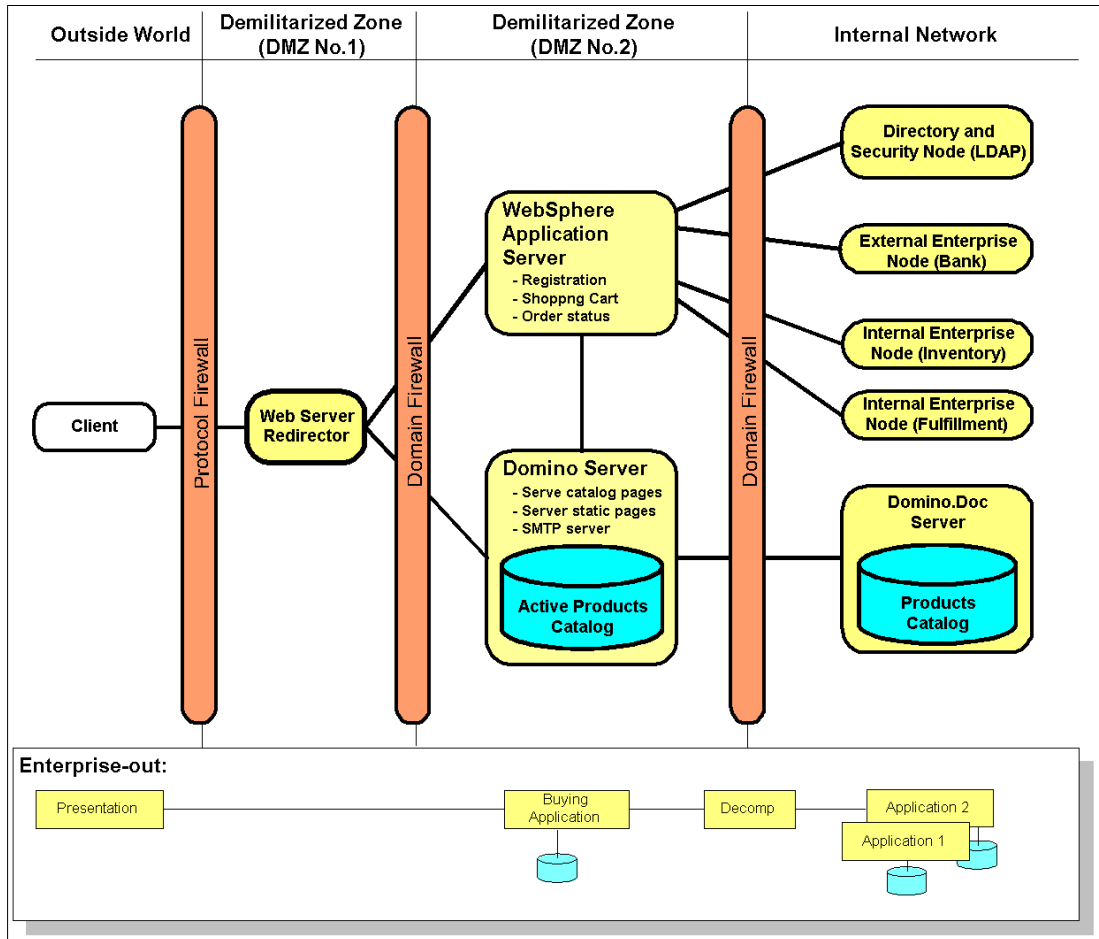 Outside World
Demilitarized Zone
(DMZ No.1)
Demilitarized Zone
(DMZ No.2)
Internal Network
Protocol Firewall
Domain Firewall
Domain Firewall
Client
Web Server
Redirector
WebSphere
Application
Server
- Registration
- Shoppng Cart
- Order status
Domino Server
- Serve catalog pages
- Server static pages
- SMTP server
Active Products
Catalog
Directory and
Security Node (LDAP)
External Enterprise
Node (Bank)
Internal Enterprise
Node (Inventory)
Internal Enterprise
Node (Fulfillment)
Domino.Doc
Server
Products
Catalog
Enterprise-out:
Presentation
Buying
Application
Decomp
Application 2
Application 1